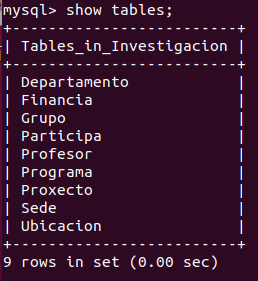 mysql> show tables;
+-------------------------+
| Tables_in_Investigacion |
+-------------------------+
| Departamento            |
| Financia                |
| Grupo                   |
| Participa               |
| Profesor                |
| Programa                |
| Proxecto                |
| Sede                    |
| Ubicacion               |
+-------------------------+
9 rows in set (0.00 sec)